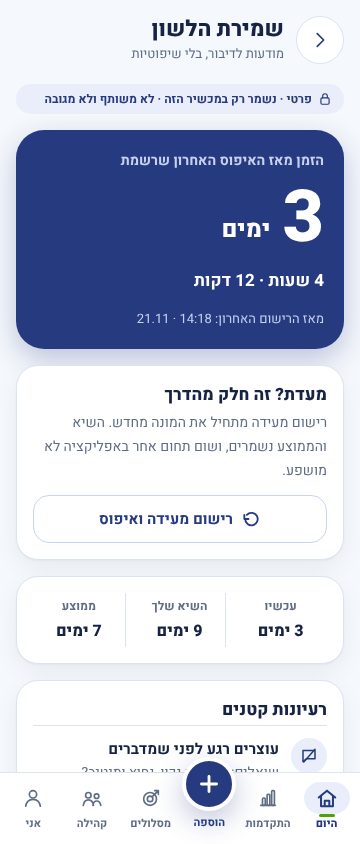 שמירת הלשון
מודעות לדיבור, בלי שיפוטיות
פרטי · נשמר רק במכשיר הזה · לא משותף ולא מגובה
הזמן מאז האיפוס האחרון שרשמת
3 ימים
4 שעות · 12 דקות
מאז הרישום האחרון: 14:18 · 21.11
מעדת? זה חלק מהדרך
רישום מעידה מתחיל את המונה מחדש. השיא
והממוצע נשמרים, ושום תחום אחר באפליקציה לא
מושפע.
רישום מעידה ואיפוס
עכשיו
3 ימים
השיא שלך
9 ימים
ממוצע
7 ימים
רעיונות קטנים
עוצרים רגע לפני שמדברים
היום
התקדמות
הוספה
מסלולים
קהילה
אני